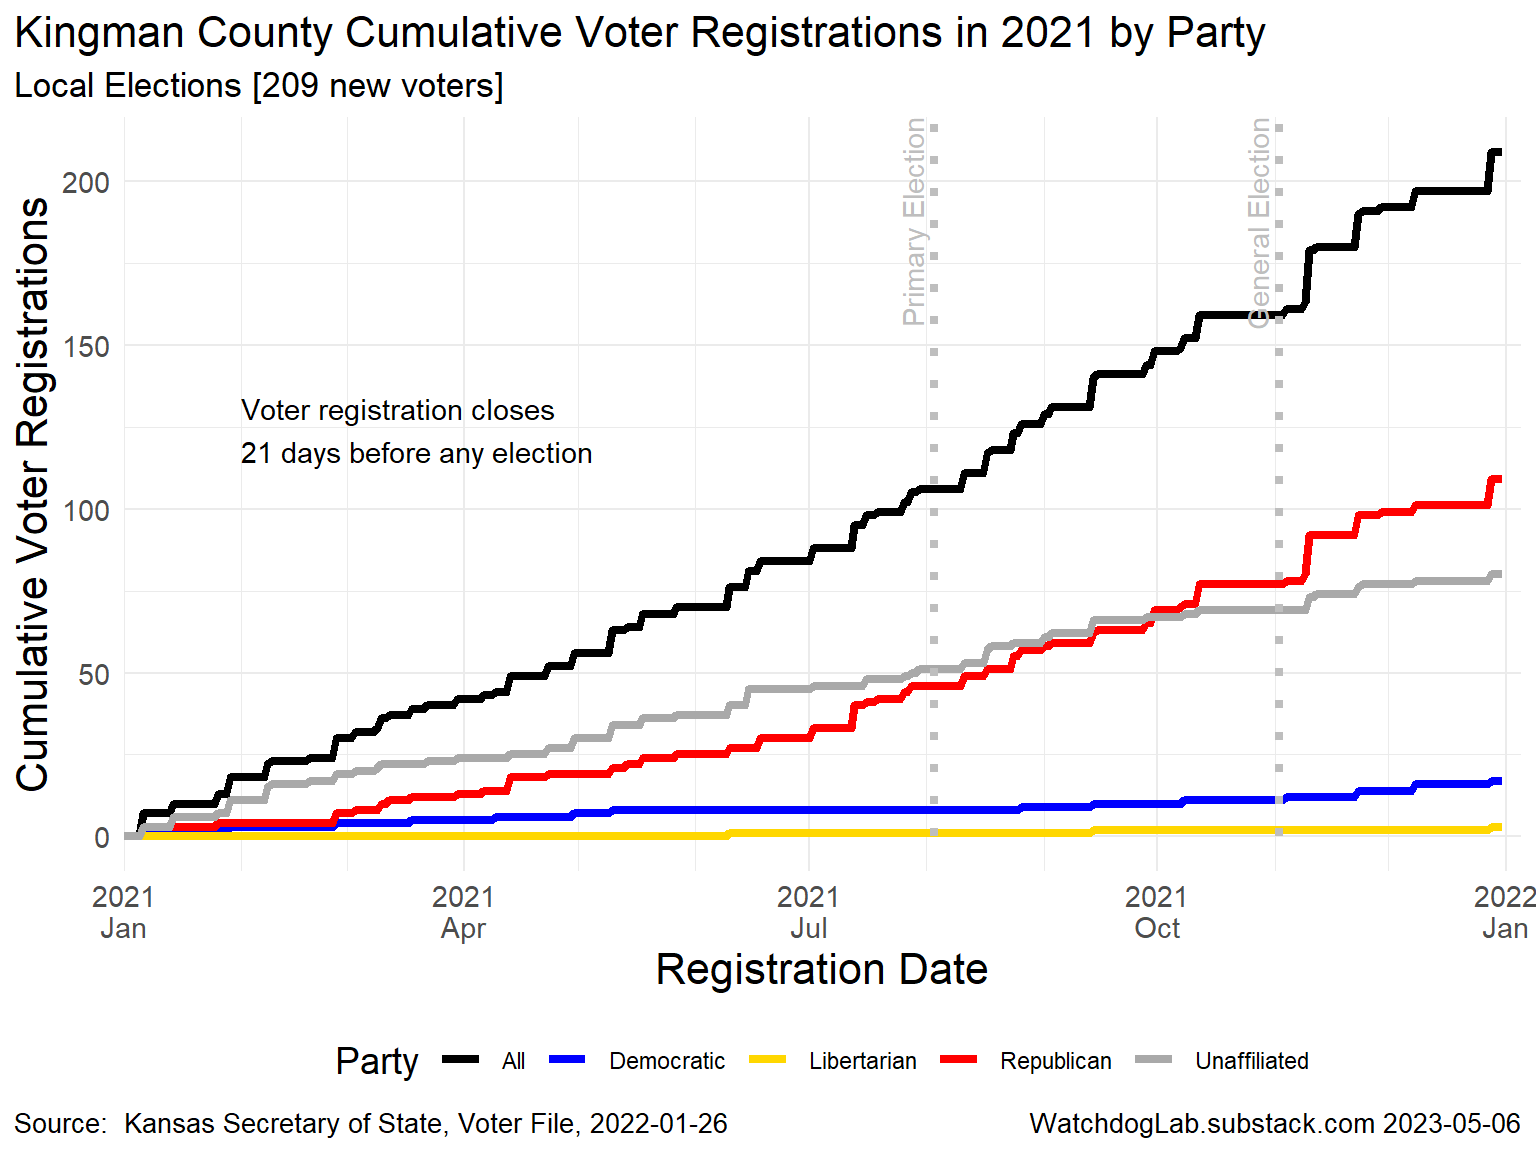 Kingman County Cumulative Voter Registrations in 2021 by Party
Local Elections [209 new voters]
Cumulative Voter Registrations
200
150
100
50
0
Primary Election
General Election
Voter registration closes
21 days before any election
2021 2021 2021 2021 2022
Jan Apr Jul Oct Jan
Registration Date
Party All Democratic Libertarian Republican Unaffiliated
Source:  Kansas Secretary of State, Voter File, 2022-01-26
WatchdogLab.substack.com 2023-05-06